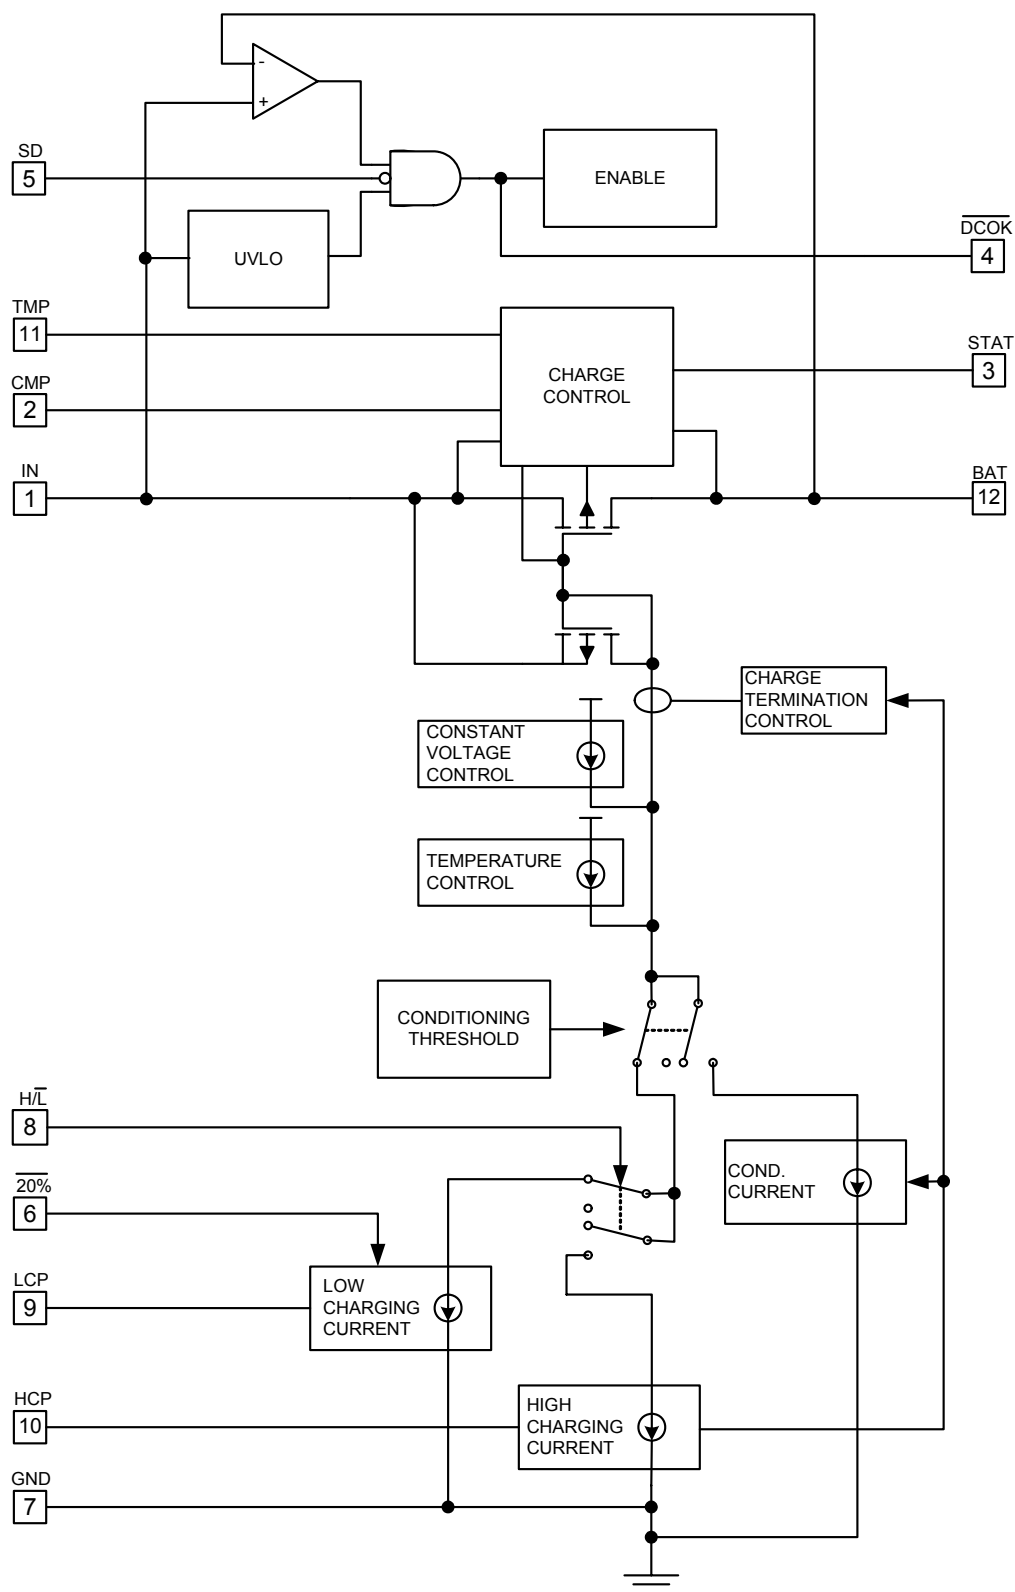 -
+
SD
5
ENABLE
D̅C̅O̅K̅
4
UVLO
TMP
11
CHARGE
CONTROL
STAT
3
CMP
2
IN
1
BAT
12
CHARGE
TERMINATION
CONTROL
CONSTANT
VOLTAGE
CONTROL
TEMPERATURE
CONTROL
CONDITIONING
THRESHOLD
H/L̅
8
COND.
CURRENT
2̅0̅%̅
6
LCP
9
LOW
CHARGING
CURRENT
HCP
10
HIGH
CHARGING
CURRENT
GND
7